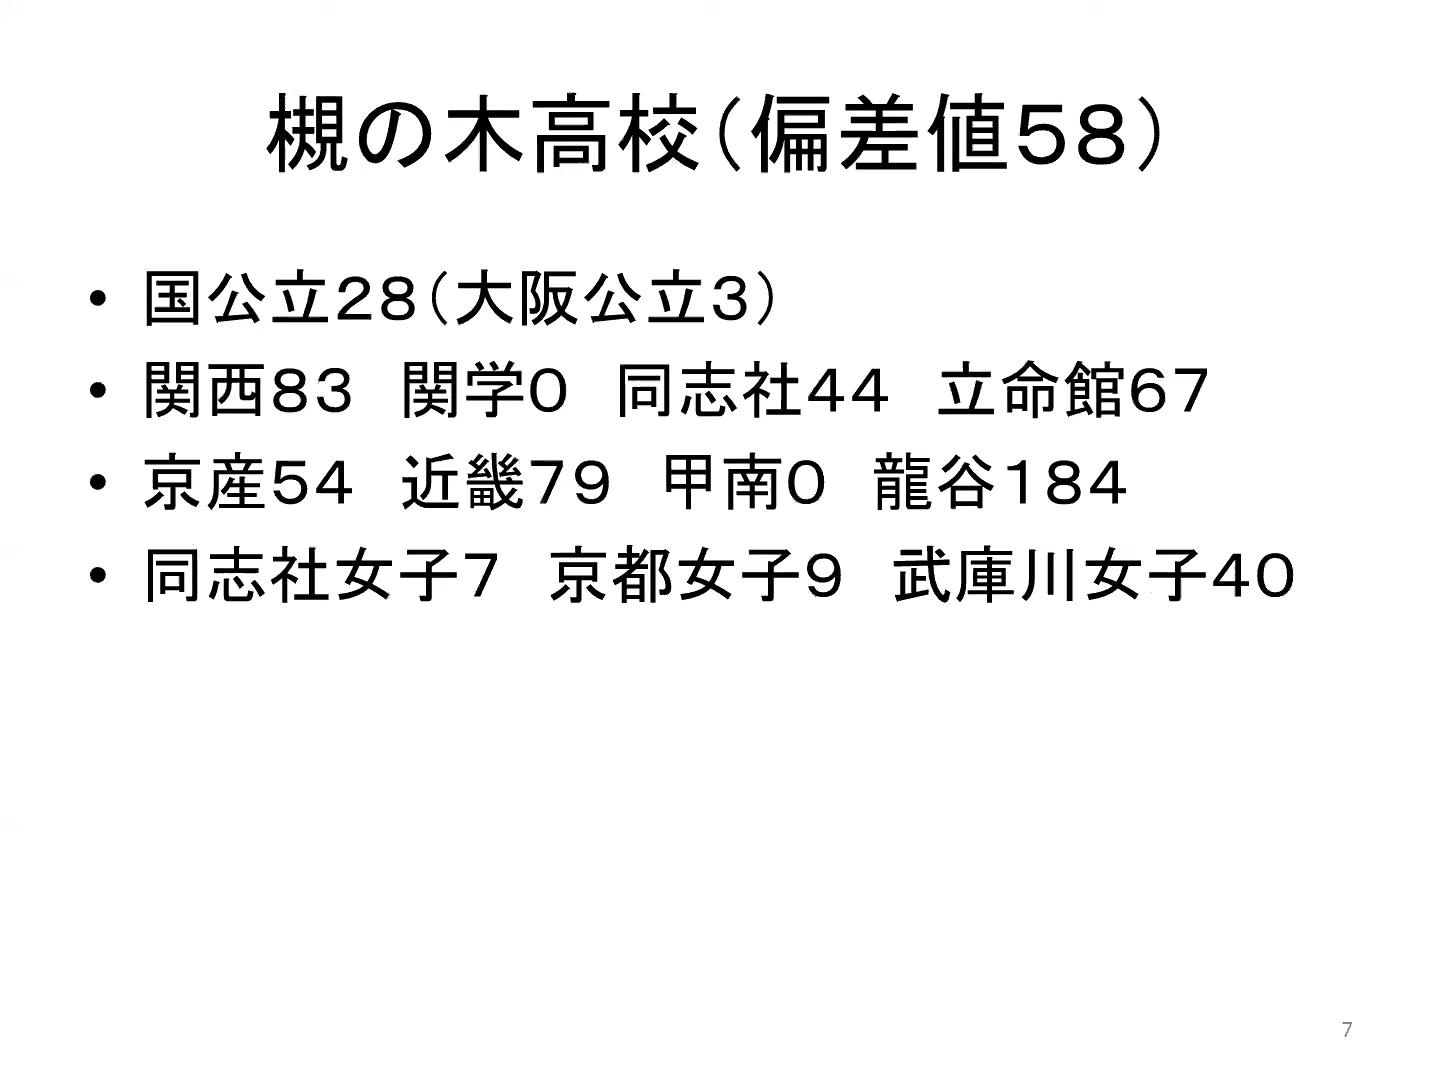 槻の木高校（偏差値５８）
• 国公立２８（大阪公立３）
• 関西８３　関学０　同志社４４　立命館６７
• 京産５４　近畿７９　甲南０　龍谷１８４
• 同志社女子７　京都女子９　武庫川女子４０
7